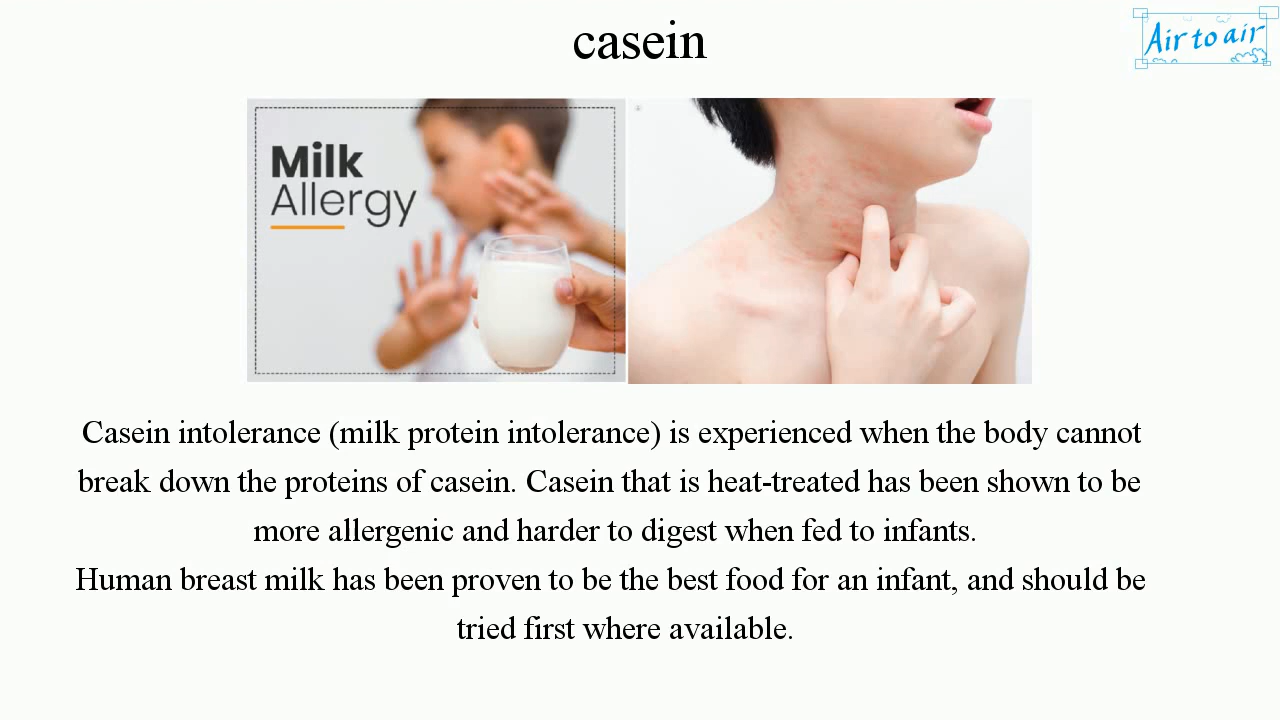 casein
Air to air
Milk
Allergy
Casein intolerance (milk protein intolerance) is experienced when the body cannot
break down the proteins of casein. Casein that is heat-treated has been shown to be
more allergenic and harder to digest when fed to infants.
Human breast milk has been proven to be the best food for an infant, and should be
tried first where available.